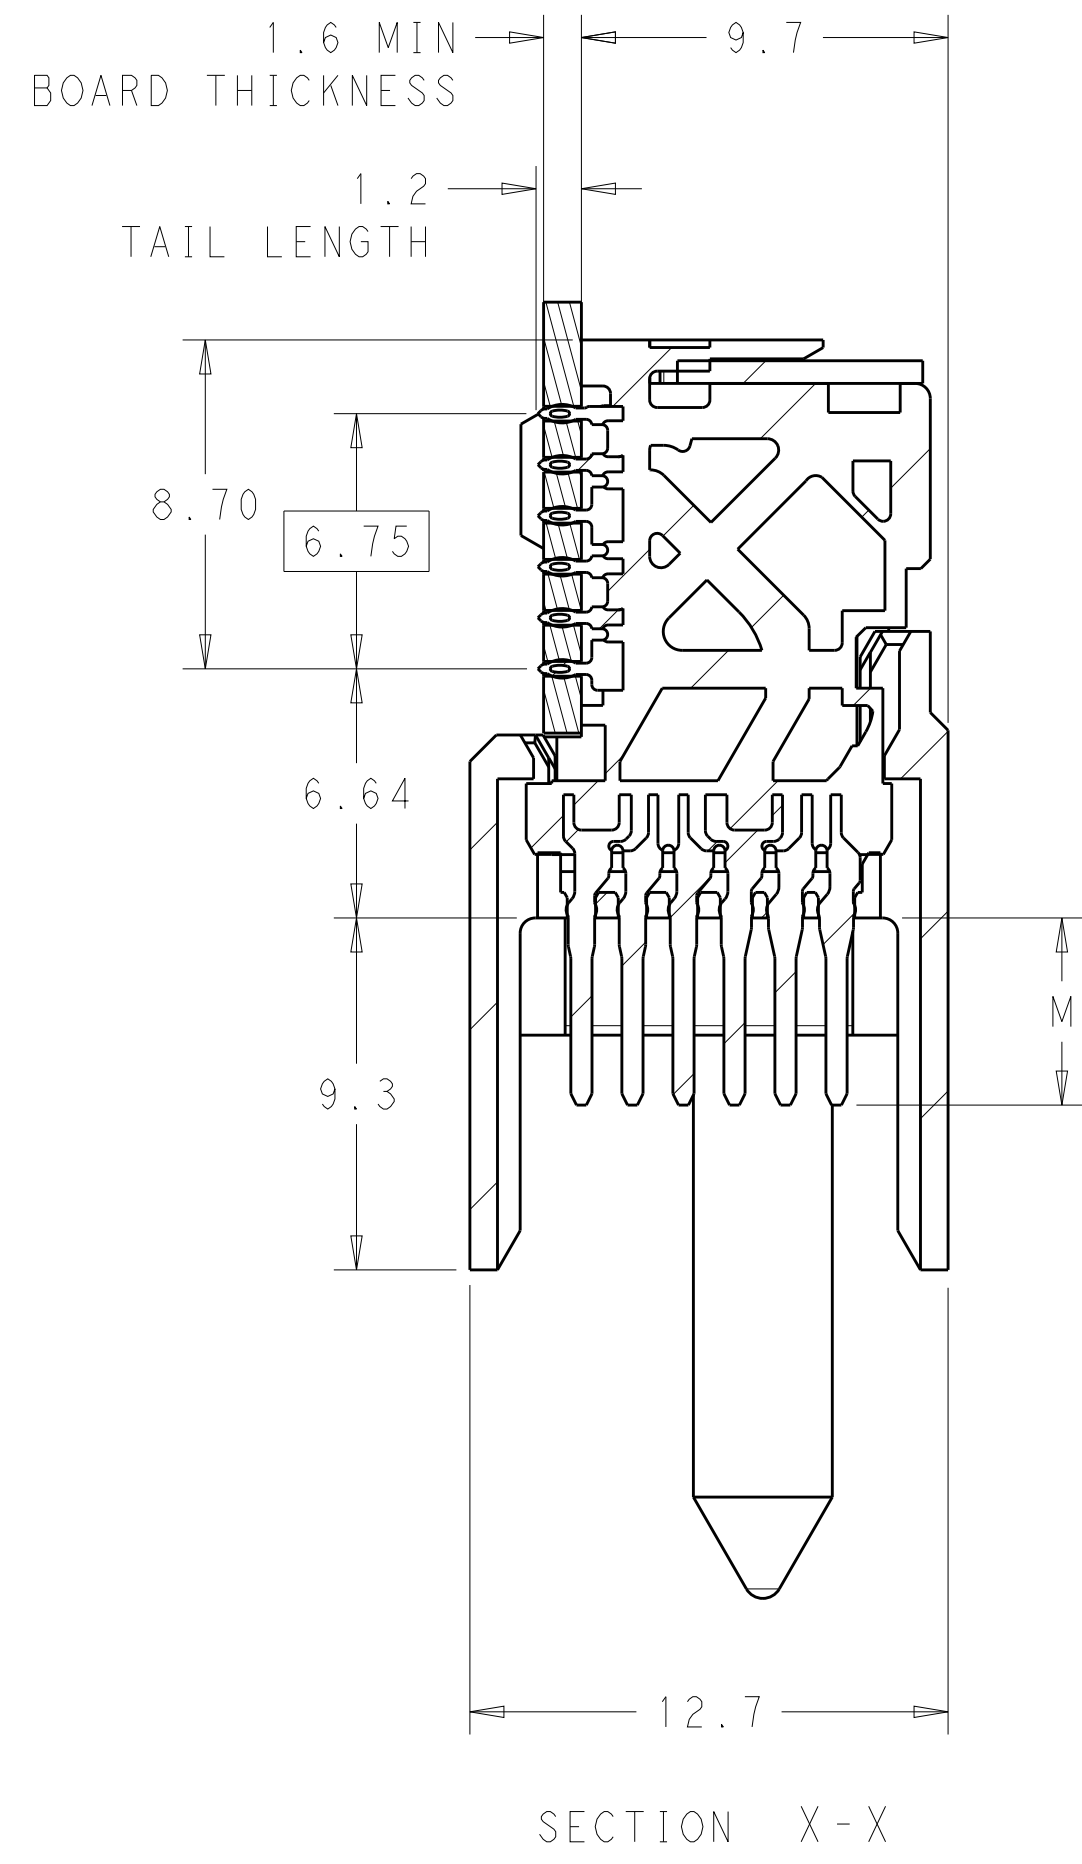 1.6 MIN
BOARD THICKNESS
9.7
1.2
TAIL LENGTH
8.70
6.75
6.64
9.3
M
12.7
SECTION X-X